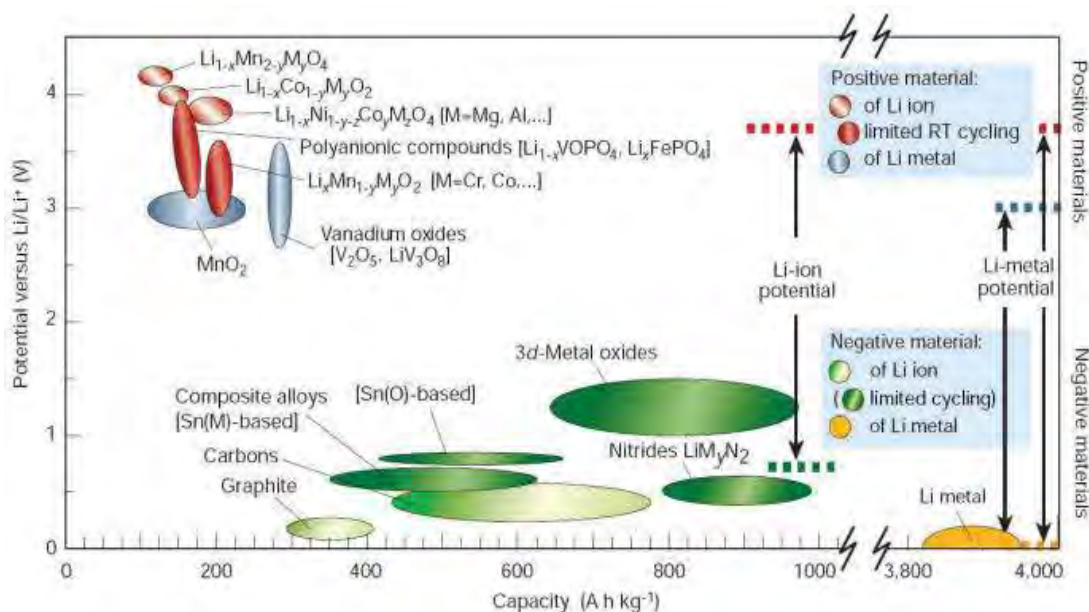 Li₁₋ₓMn₂₋yMyO₄
Li₁₋ₓCo₁₋yMyO₂
Li₁₋ₓNi₁₋y₋zCoyMzO₄ [M=Mg, Al,...]
Polyanionic compounds [Li₁₋ₓVOPO₄, LiₓFePO₄]
LiₓMn₁₋yMyO₂ [M=Cr, Co,...]
Vanadium oxides
[V₂O₅, LiV₃O₈]
MnO₂
Positive material:
of Li ion
limited RT cycling
of Li metal
Positive materials
Li-ion
potential
Li-metal
potential
Negative material:
of Li ion
( limited cycling)
of Li metal
Negative materials
3d-Metal oxides
[Sn(O)-based]
Composite alloys
[Sn(M)-based]
Carbons
Graphite
Nitrides LiMyN₂
Li metal
Potential versus Li/Li⁺ (V)
4
3
2
1
0
0 200 400 600 800 1000 3,800 4,000
Capacity (A h kg⁻¹)